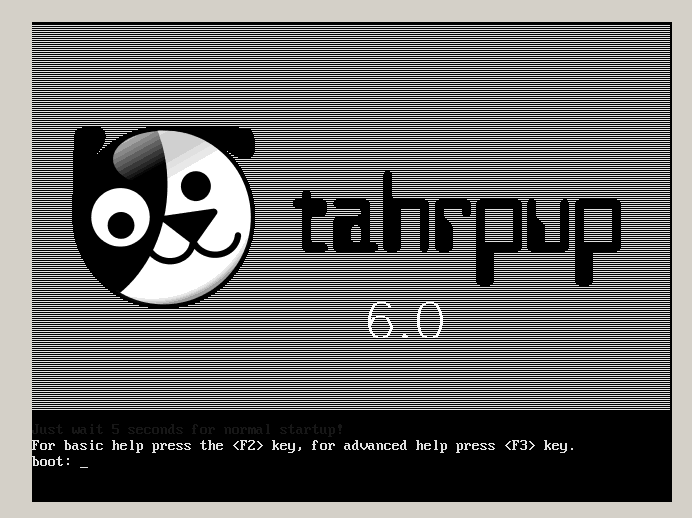 tahrpup
6.0
Just wait 5 seconds for normal startup!
For basic help press the <F2> key, for advanced help press <F3> key.
boot: _